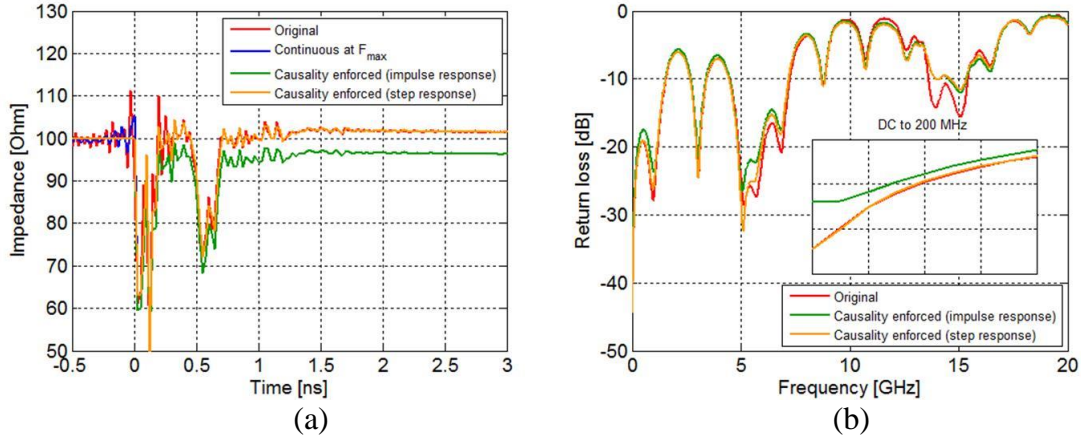 130
120
110
100
90
80
70
60
50
Impedance [Ohm]
Original
Continuous at Fmax
Causality enforced (impulse response)
Causality enforced (step response)
-0.5
0
0.5
1
1.5
2
2.5
3
Time [ns]
(a)
0
-10
-20
-30
-40
-50
Return loss [dB]
DC to 200 MHz
Original
Causality enforced (impulse response)
Causality enforced (step response)
0
5
10
15
20
Frequency [GHz]
(b)